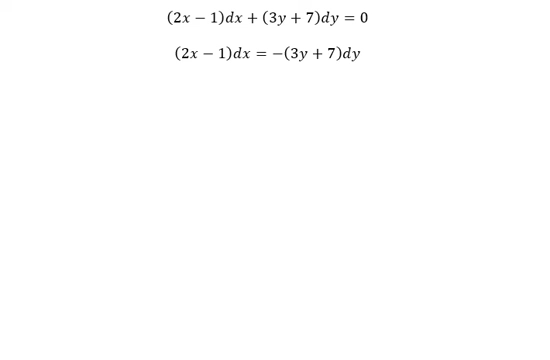 (2x − 1)dx + (3y + 7)dy = 0
(2x − 1)dx = −(3y + 7)dy